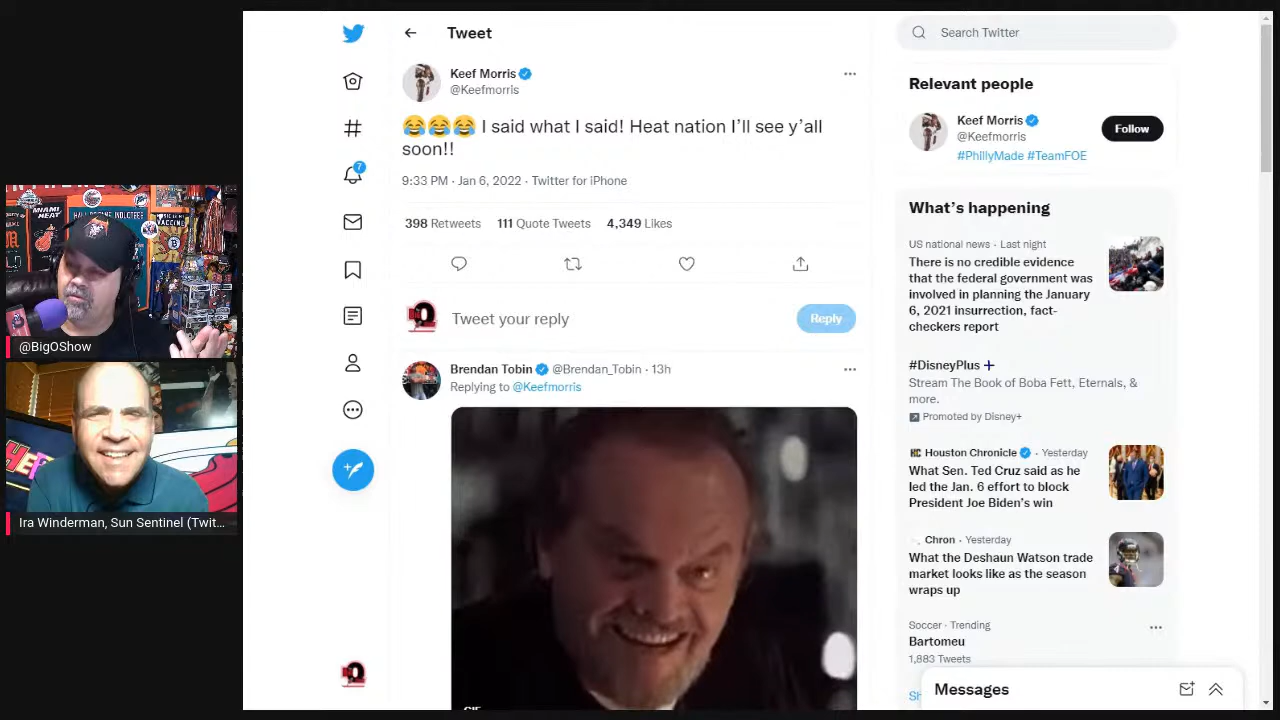 Tweet
Keef Morris
@Keefmorris
😂😂😂 I said what I said! Heat nation I’ll see y’all
soon!!
9:33 PM · Jan 6, 2022 · Twitter for iPhone
398 Retweets 111 Quote Tweets 4,349 Likes
Tweet your reply
Reply
Brendan Tobin @Brendan_Tobin · 13h
Replying to @Keefmorris
7
Search Twitter
Relevant people
Keef Morris
@Keefmorris
Follow
#PhillyMade #TeamFOE
What’s happening
US national news · Last night
There is no credible evidence
that the federal government was
involved in planning the January
6, 2021 insurrection, fact-
checkers report
#DisneyPlus
Stream The Book of Boba Fett, Eternals, &
more.
Promoted by Disney+
Houston Chronicle · Yesterday
What Sen. Ted Cruz said as he
led the Jan. 6 effort to block
President Joe Biden’s win
Chron · Yesterday
What the Deshaun Watson trade
market looks like as the season
wraps up
Soccer · Trending
Bartomeu
1,883 Tweets
Messages
MIAMI
HEAT
@BigOShow
Ira Winderman, Sun Sentinel (Twit...